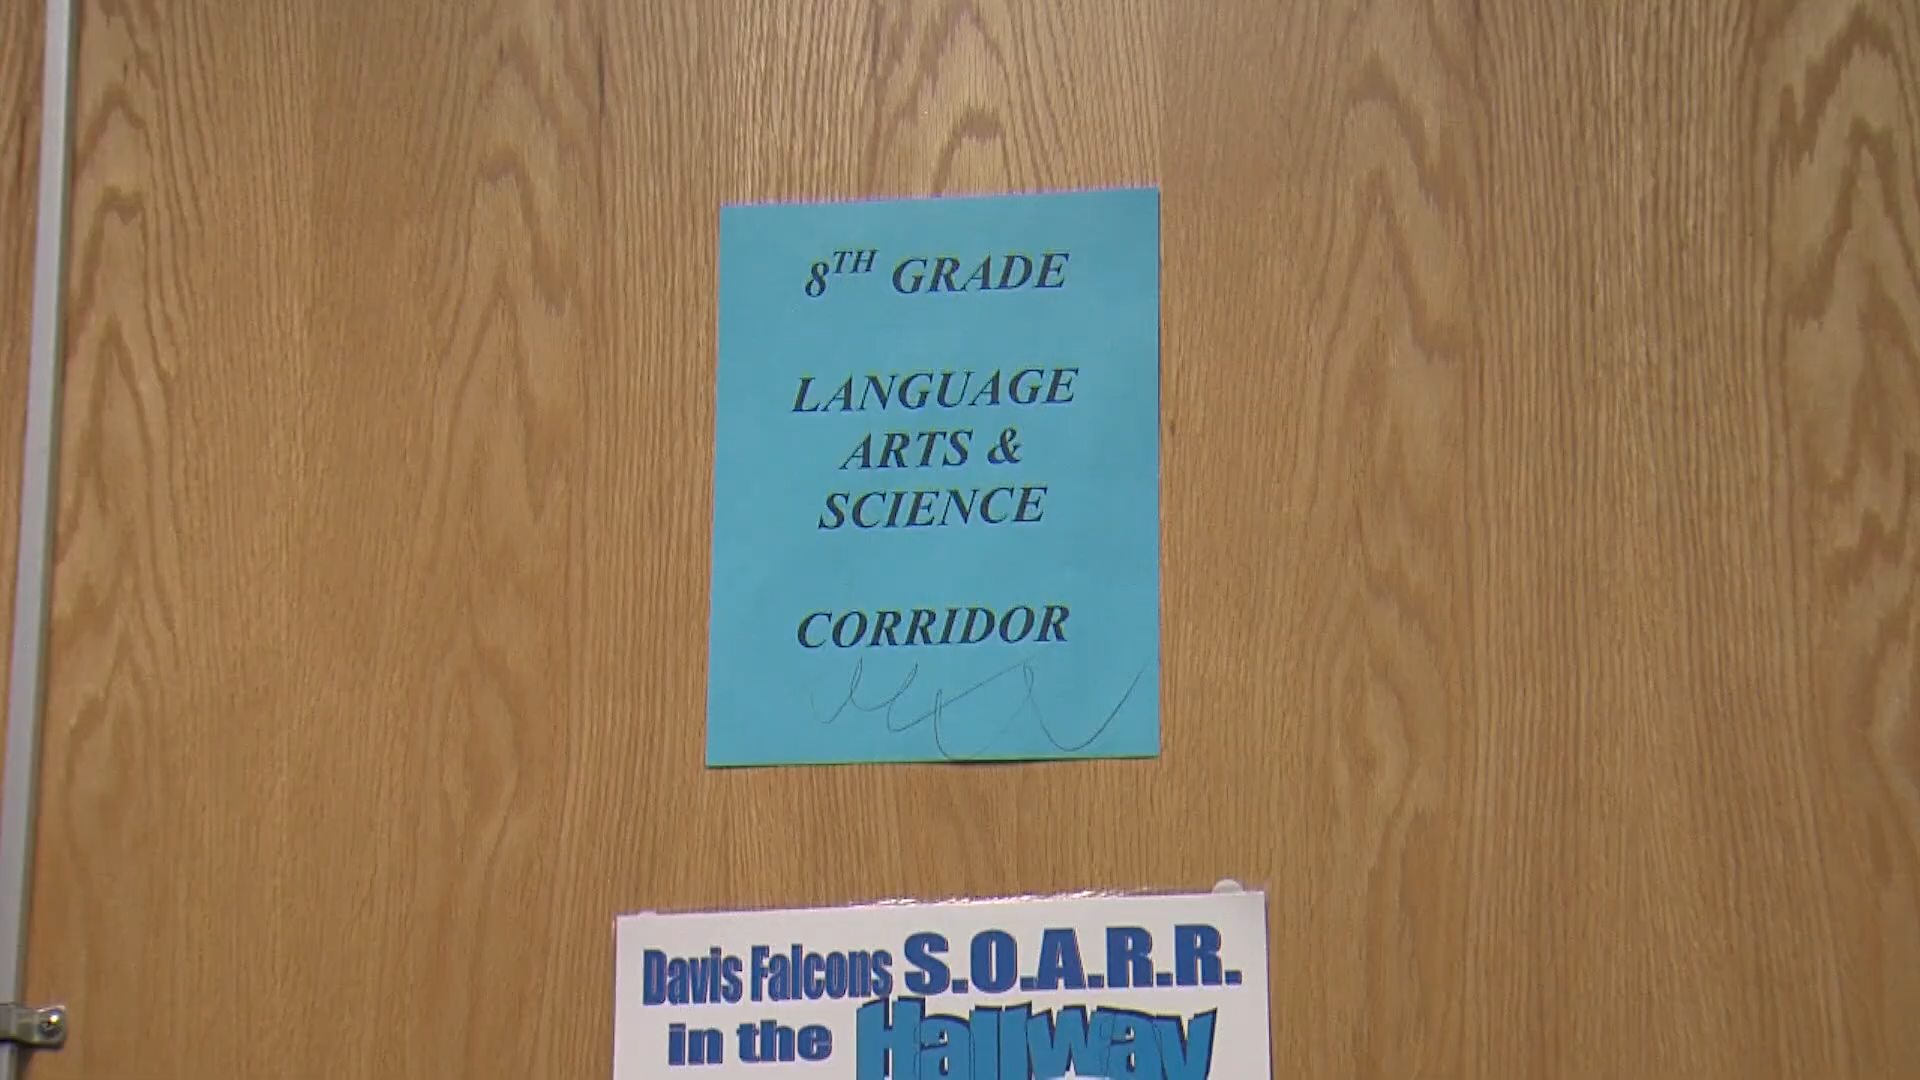 8TH GRADE
LANGUAGE
ARTS &
SCIENCE
CORRIDOR
Davis Falcons S.O.A.R.R.
in the Hallway